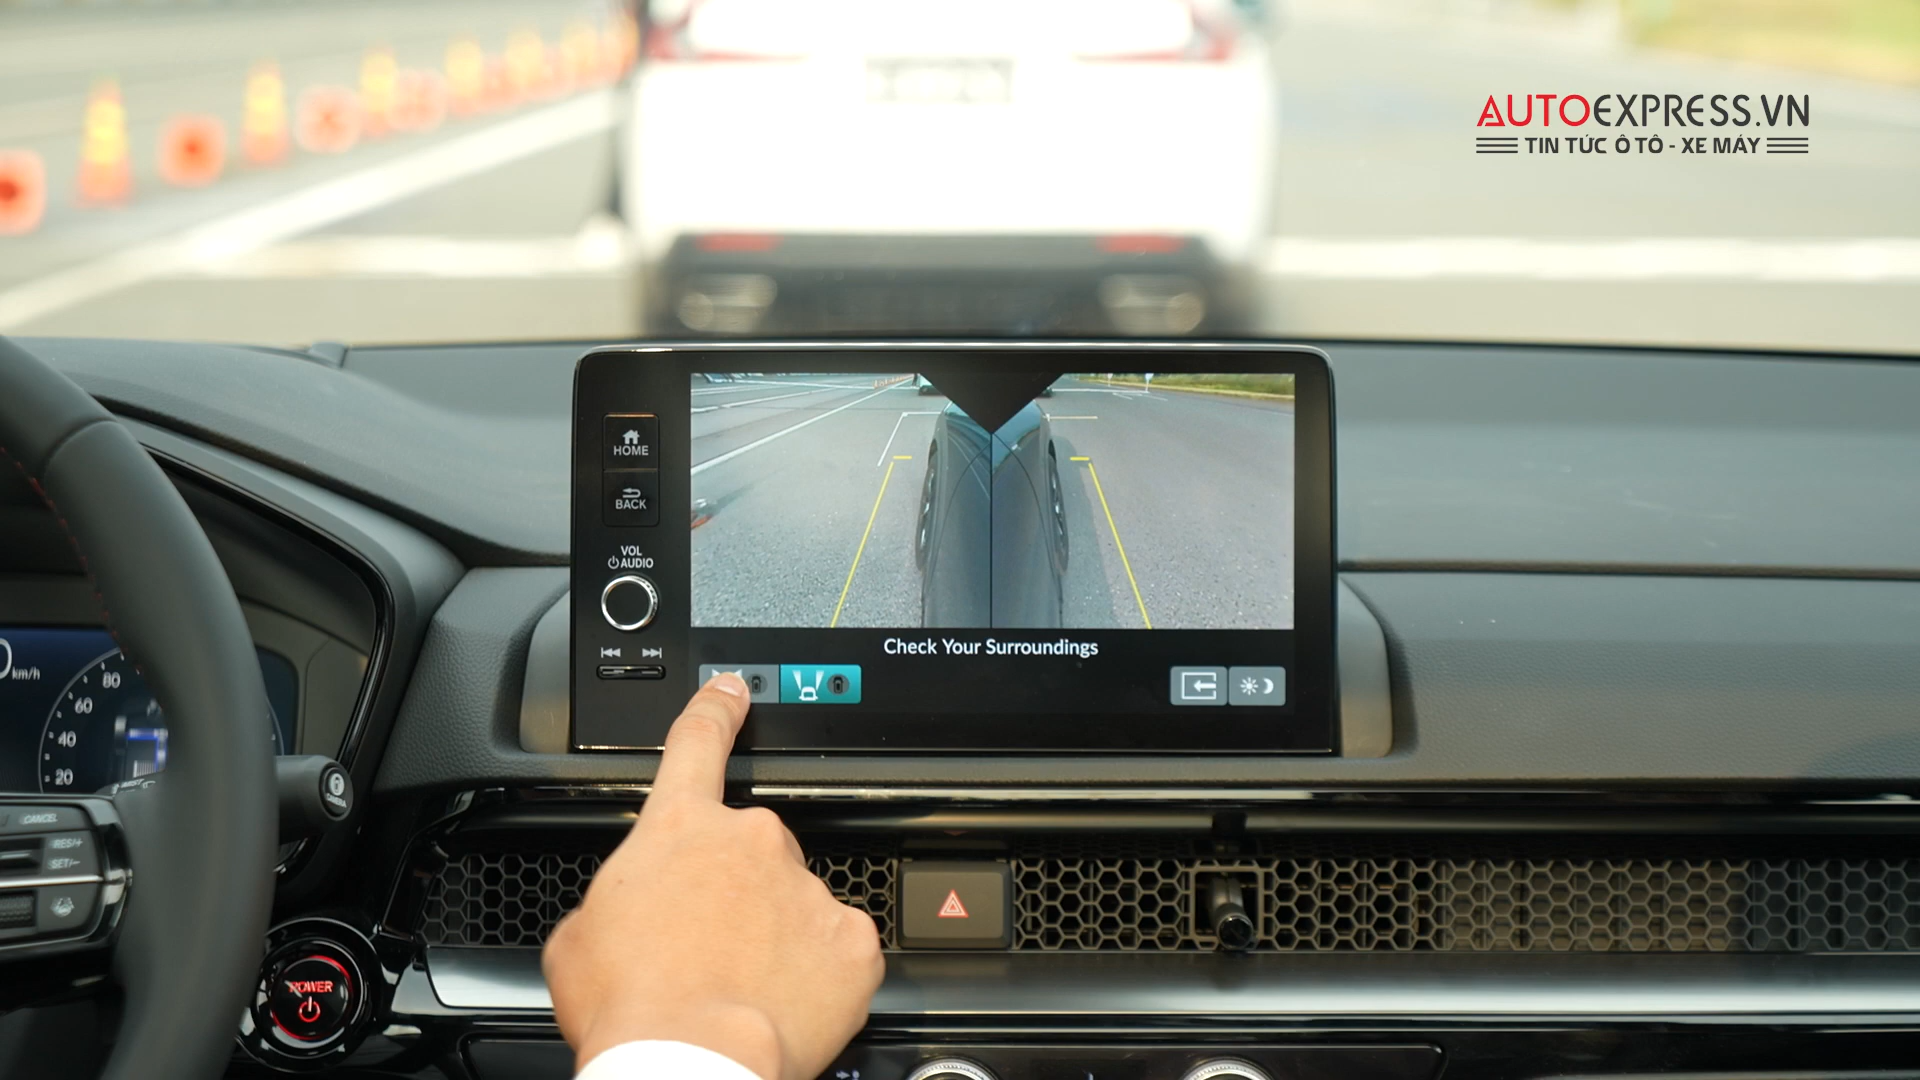 AUTOEXPRESS.VN
TIN TỨC Ô TÔ - XE MÁY
HOME
BACK
VOL
AUDIO
Check Your Surroundings
km/h
80
60
40
20
CAMERA
CANCEL
RES/+
SET/-
POWER